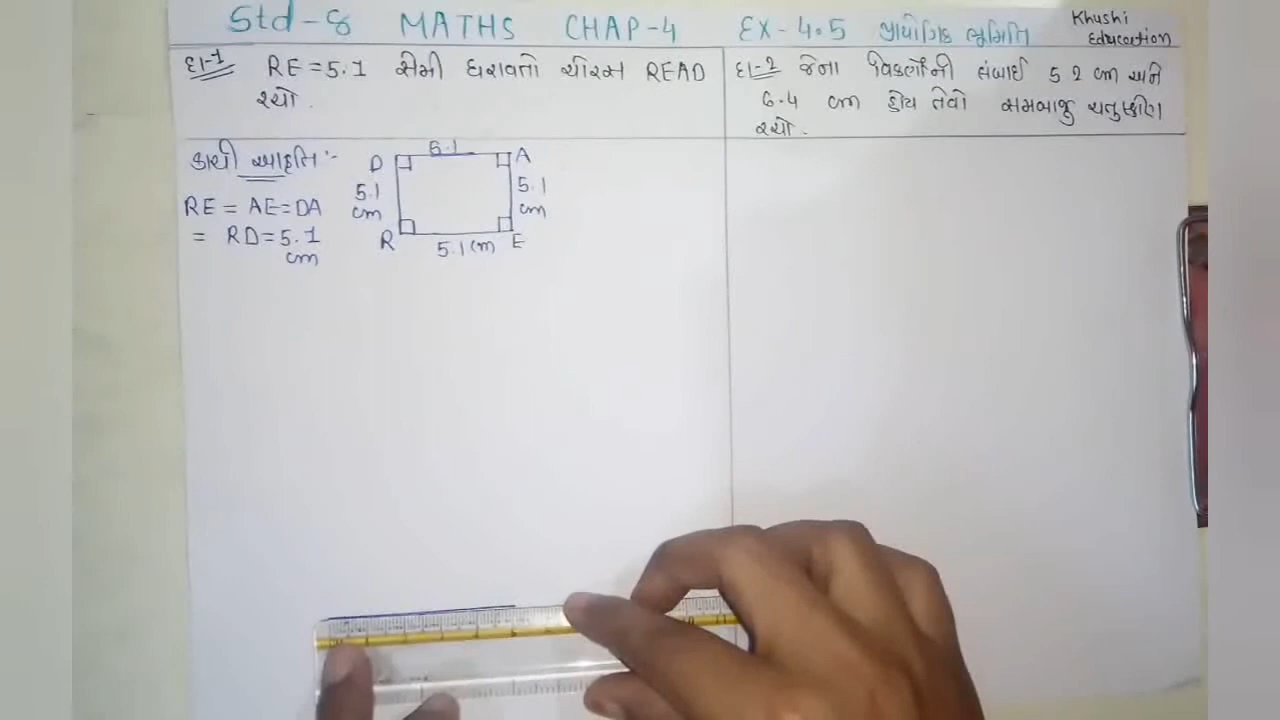 Std-8 MATHS CHAP-4 EX-4.5 પ્રાયોગિક ભૂમિતિ
Khushi
Education
દા-1 RE=5.1 સેમી ધરાવતો ચોરસ READ
રચો.
દા-2 જેના વિકર્ણોની લંબાઈ 5 2 cm અને
6.4 cm હોય તેવો સમબાજુ ચતુષ્કોણ
રચો.
કાચી આકૃતિ:-
RE = AE=DA
= RD=5.1
cm
D 5.1 A
5.1
cm
5.1
cm
R 5.1cm E